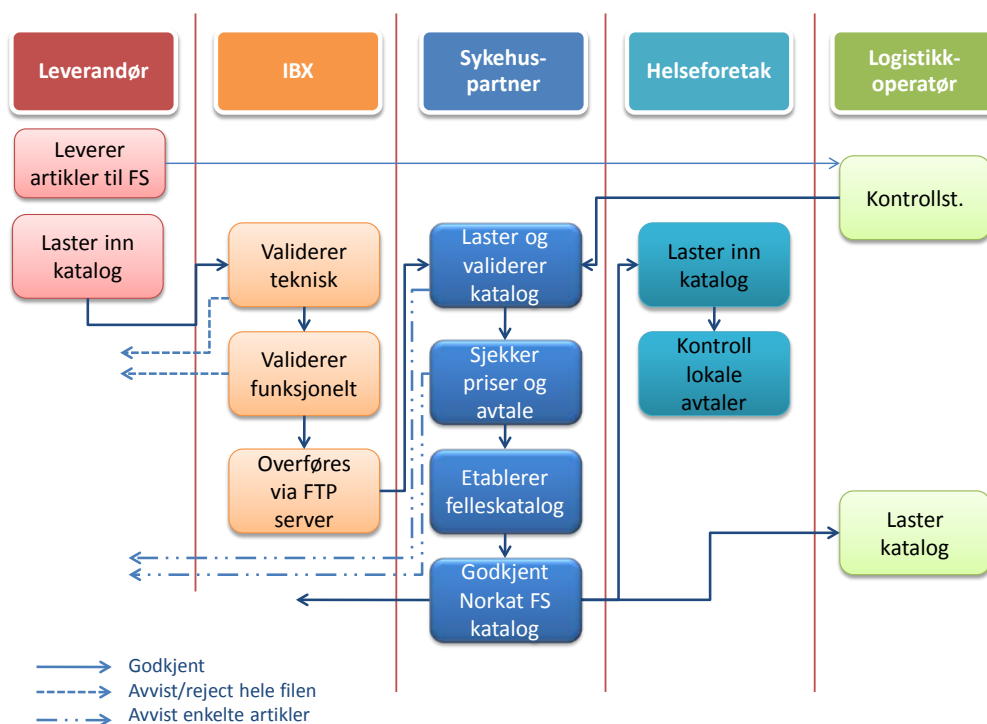 Leverandør
IBX
Sykehus-
partner
Helseforetak
Logistikk-
operatør
Leverer
artikler til FS
Kontrollst.
Laster inn
katalog
Validerer
teknisk
Laster og
validerer
katalog
Laster inn
katalog
Validerer
funksjonelt
Sjekker
priser og
avtale
Kontroll
lokale
avtaler
Overføres
via FTP
server
Etablerer
felleskatalog
Laster
katalog
Godkjent
Norkat FS
katalog
Godkjent
Avvist/reject hele filen
Avvist enkelte artikler